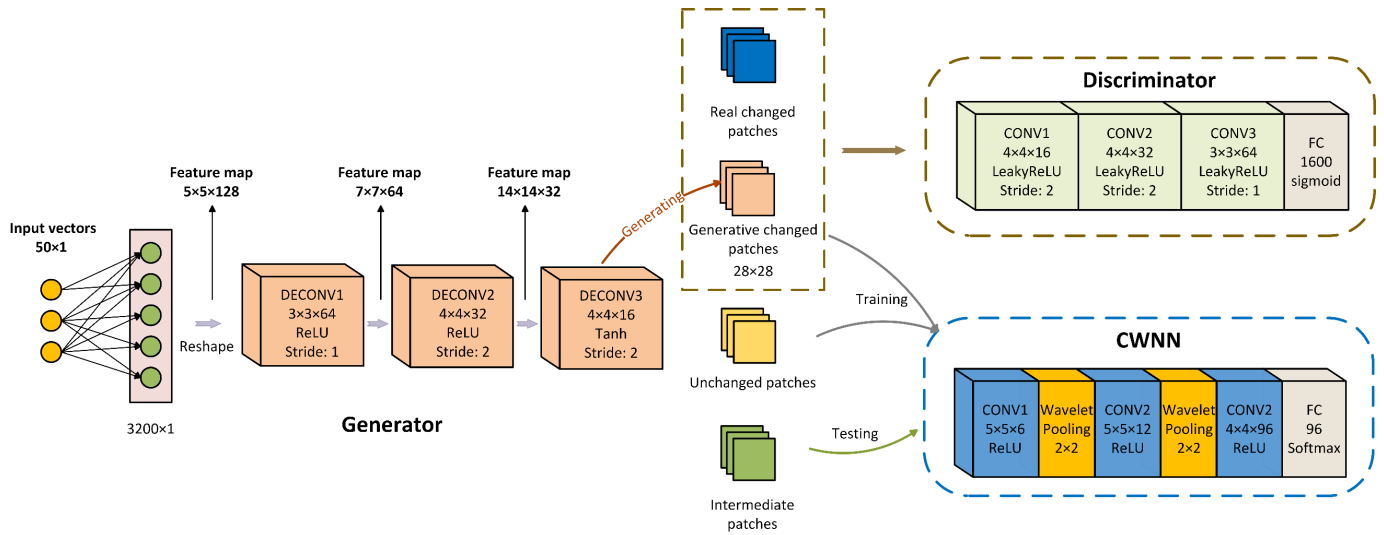 Input vectors
50×1
3200×1
Feature map
5×5×128
Reshape
DECONV1
3×3×64
ReLU
Stride: 1
Feature map
7×7×64
DECONV2
4×4×32
ReLU
Stride: 2
Feature map
14×14×32
DECONV3
4×4×16
Tanh
Stride: 2
Generator
Generating
Real changed
patches
Generative changed
patches
28×28
Unchanged patches
Intermediate
patches
Training
Testing
Discriminator
CONV1
4×4×16
LeakyReLU
Stride: 2
CONV2
4×4×32
LeakyReLU
Stride: 2
CONV3
3×3×64
LeakyReLU
Stride: 1
FC
1600
sigmoid
CWNN
CONV1
5×5×6
ReLU
Wavelet
Pooling
2×2
CONV2
5×5×12
ReLU
Wavelet
Pooling
2×2
CONV2
4×4×96
ReLU
FC
96
Softmax